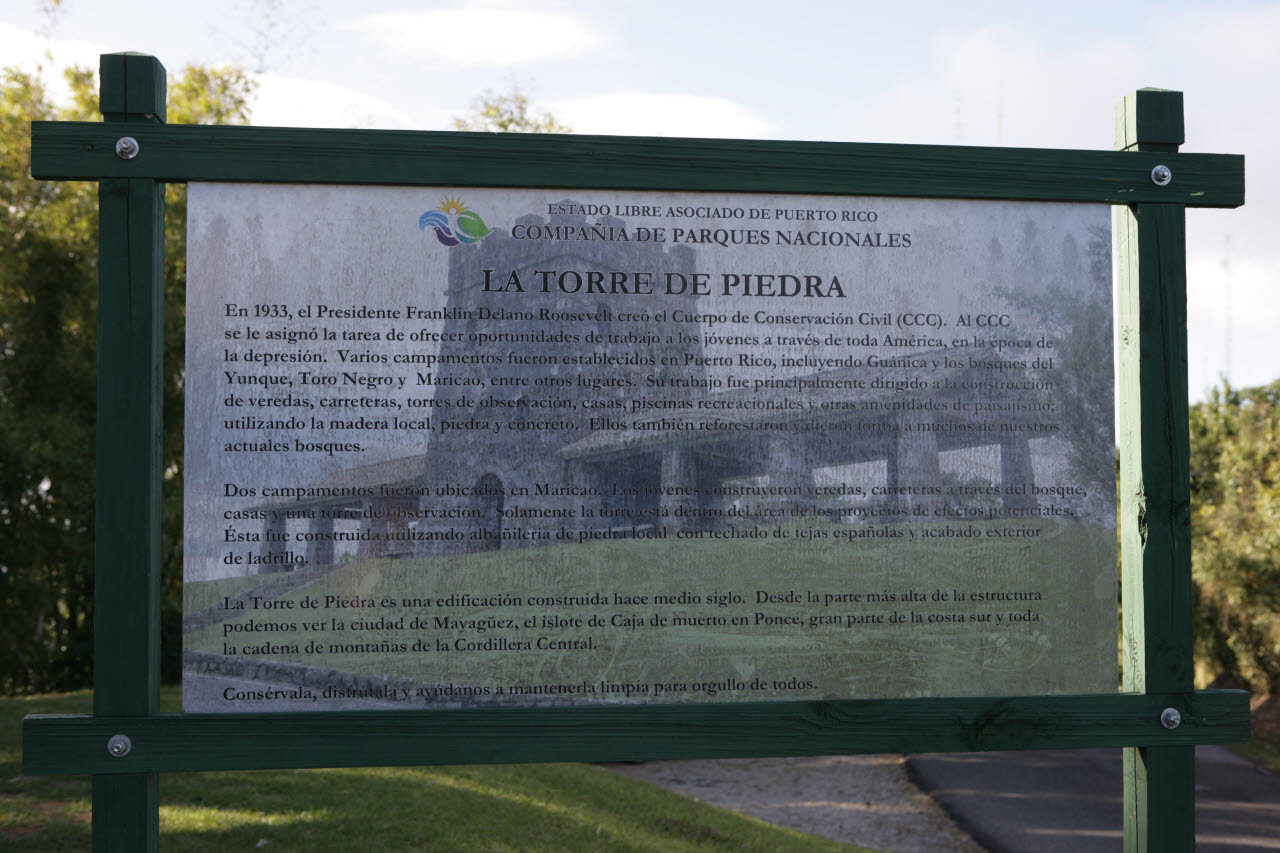 ESTADO LIBRE ASOCIADO DE PUERTO RICO
COMPAÑIA DE PARQUES NACIONALES
LA TORRE DE PIEDRA
En 1933, el Presidente Franklin Delano Roosevelt creó el Cuerpo de Conservación Civil (CCC). Al CCC
se le asignó la tarea de ofrecer oportunidades de trabajo a los jóvenes a través de toda América, en la época de
la depresión. Varios campamentos fueron establecidos en Puerto Rico, incluyendo Guánica y los bosques del
Yunque, Toro Negro y Maricao, entre otros lugares. Su trabajo fue principalmente dirigido a la construcción
de veredas, carreteras, torres de observación, casas, piscinas recreacionales y otras amenidades de paisajismo;
utilizando la madera local, piedra y concreto. Ellos también reforestaron y dieron forma a muchos de nuestros
actuales bosques.
Dos campamentos fueron ubicados en Maricao. Los jóvenes construyeron veredas, carreteras a través del bosque,
casas y una torre de observación. Solamente la torre está dentro del área de los proyectos de efectos potenciales.
Ésta fue construida utilizando albañilería de piedra local con techado de tejas españolas y acabado exterior
de ladrillo.
La Torre de Piedra es una edificación construida hace medio siglo. Desde la parte más alta de la estructura
podemos ver la ciudad de Mayagüez, el islote de Caja de muerto en Ponce, gran parte de la costa sur y toda
la cadena de montañas de la Cordillera Central.
Consérvala, disfrútala y ayúdanos a mantenerla limpia para orgullo de todos.